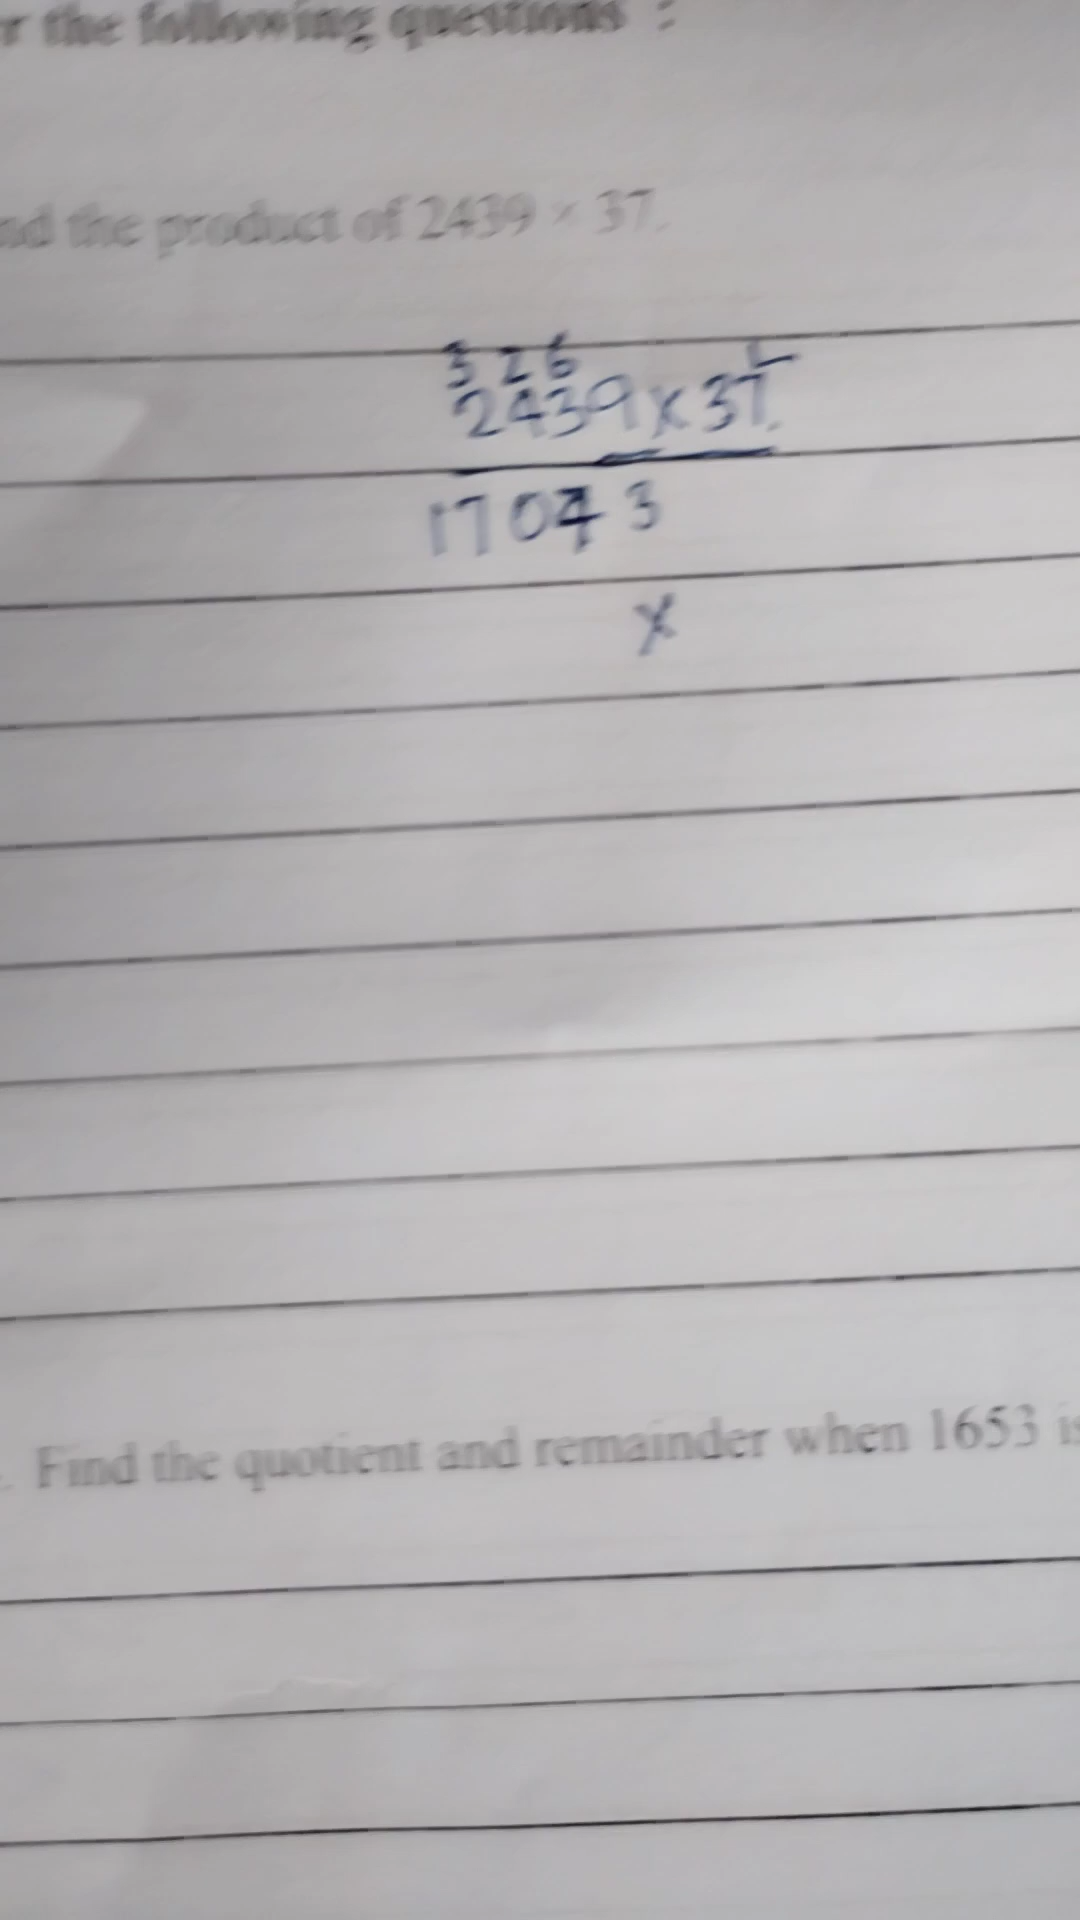 r the following questions :
nd the product of 2439 × 37.
3 2 6
2439 x 37
17073
x
. Find the quotient and remainder when 1653 is